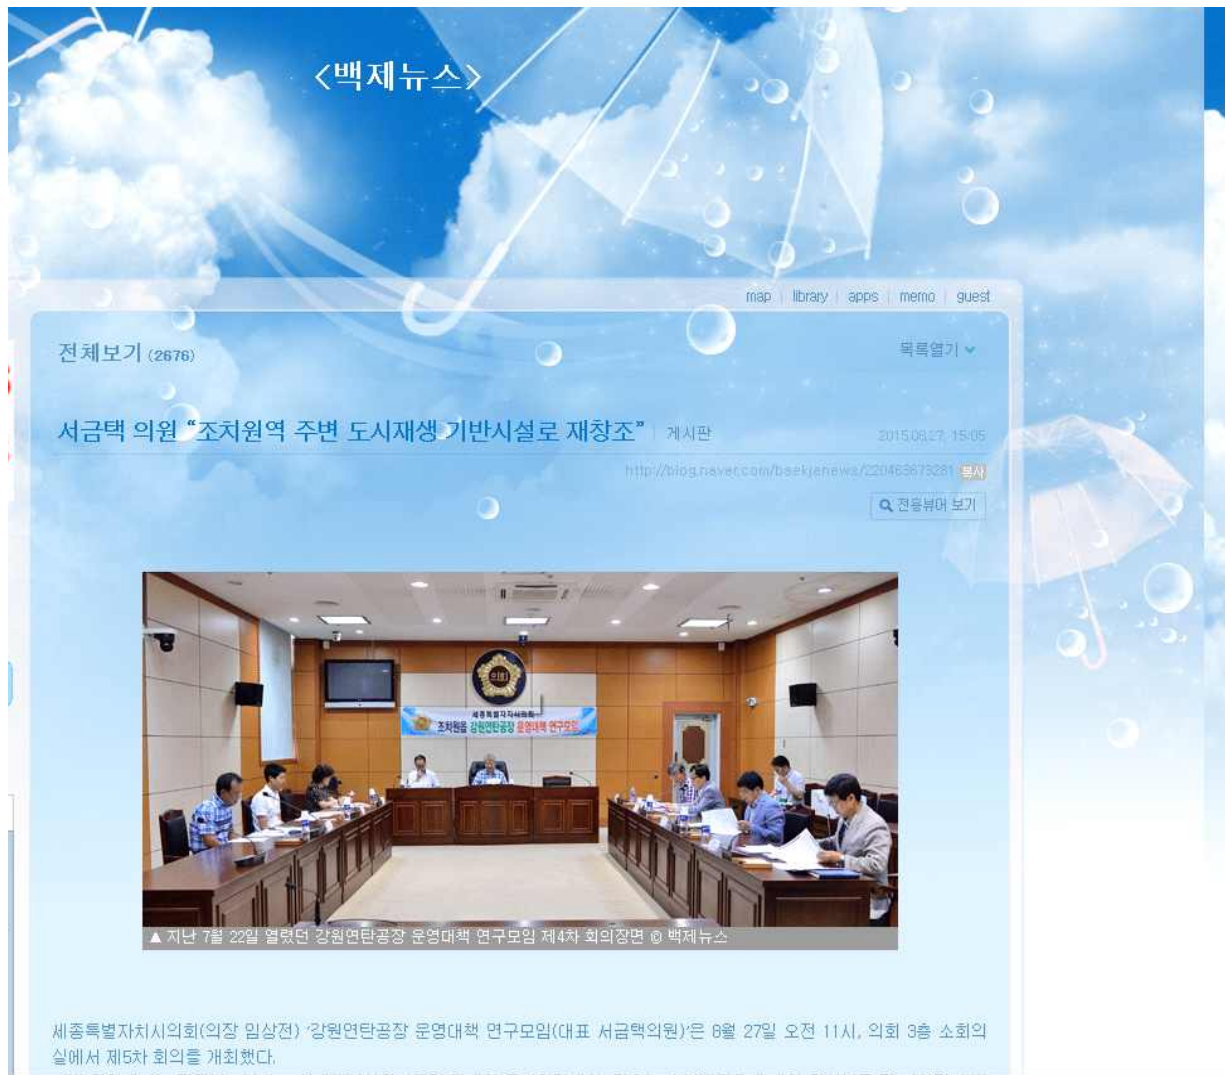 <백제뉴스>
map library apps memo guest
전체보기 (2676)
목록열기
서금택 의원 “조치원역 주변 도시재생 기반시설로 재창조” 게시판
2015.08.27. 15:05
http://blog.naver.com/baekjenews/220463673281 복사
전용뷰어 보기
세종특별자치시의회
조치원읍 강원연탄공장 운영대책 연구모임
▲ 지난 7월 22일 열렸던 강원연탄공장 운영대책 연구모임 제4차 회의장면 © 백제뉴스
세종특별자치시의회(의장 임상전) ‘강원연탄공장 운영대책 연구모임(대표 서금택의원)’은 8월 27일 오전 11시, 의회 3층 소회의
실에서 제5차 회의를 개최했다.